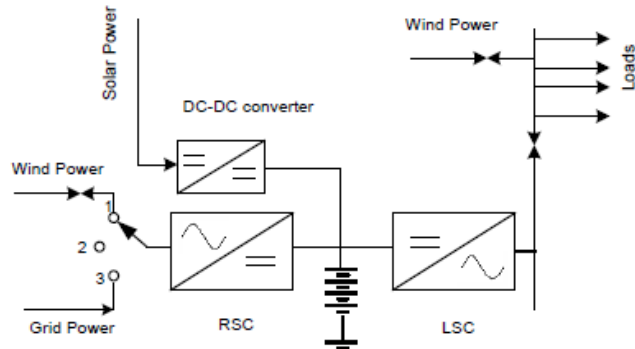 Wind Power
Solar Power
Loads
DC-DC converter
Wind Power
1
2
3
Grid Power
RSC
LSC